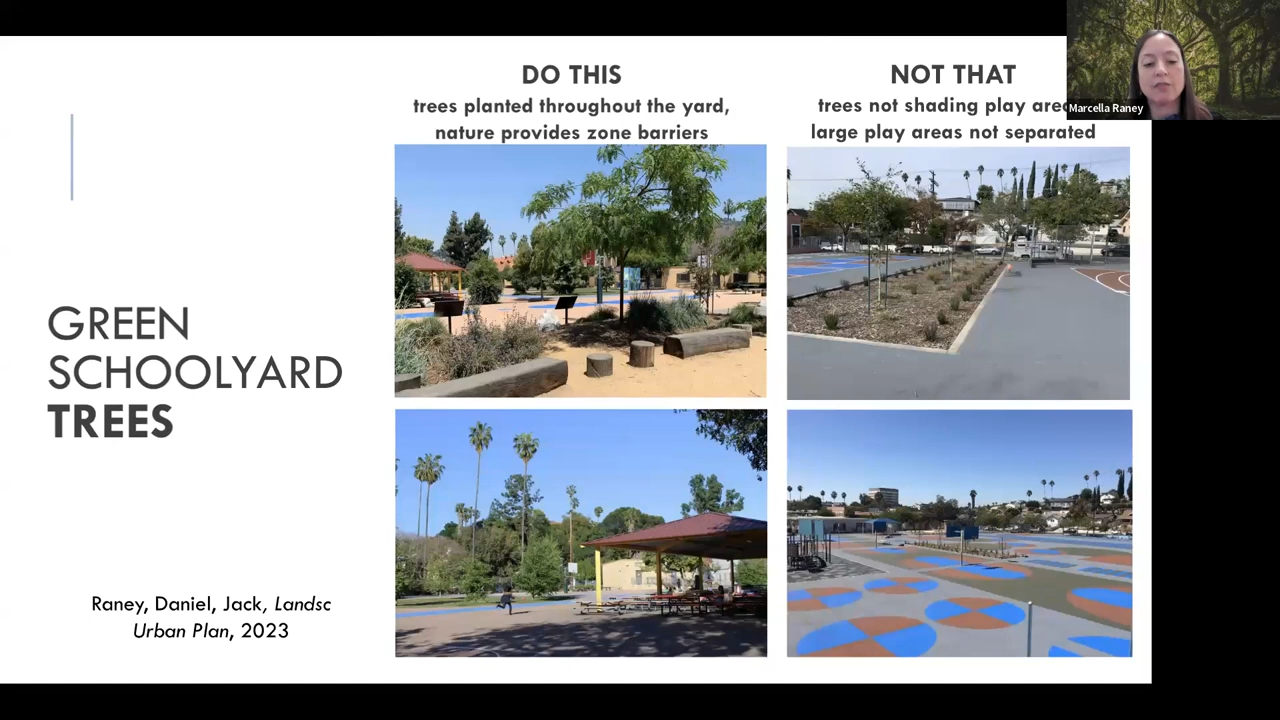 DO THIS
trees planted throughout the yard,
nature provides zone barriers
NOT THAT
trees not shading play
large play areas not separated
Marcella Raney
GREEN
SCHOOLYARD
TREES
Raney, Daniel, Jack, Landsc
Urban Plan, 2023